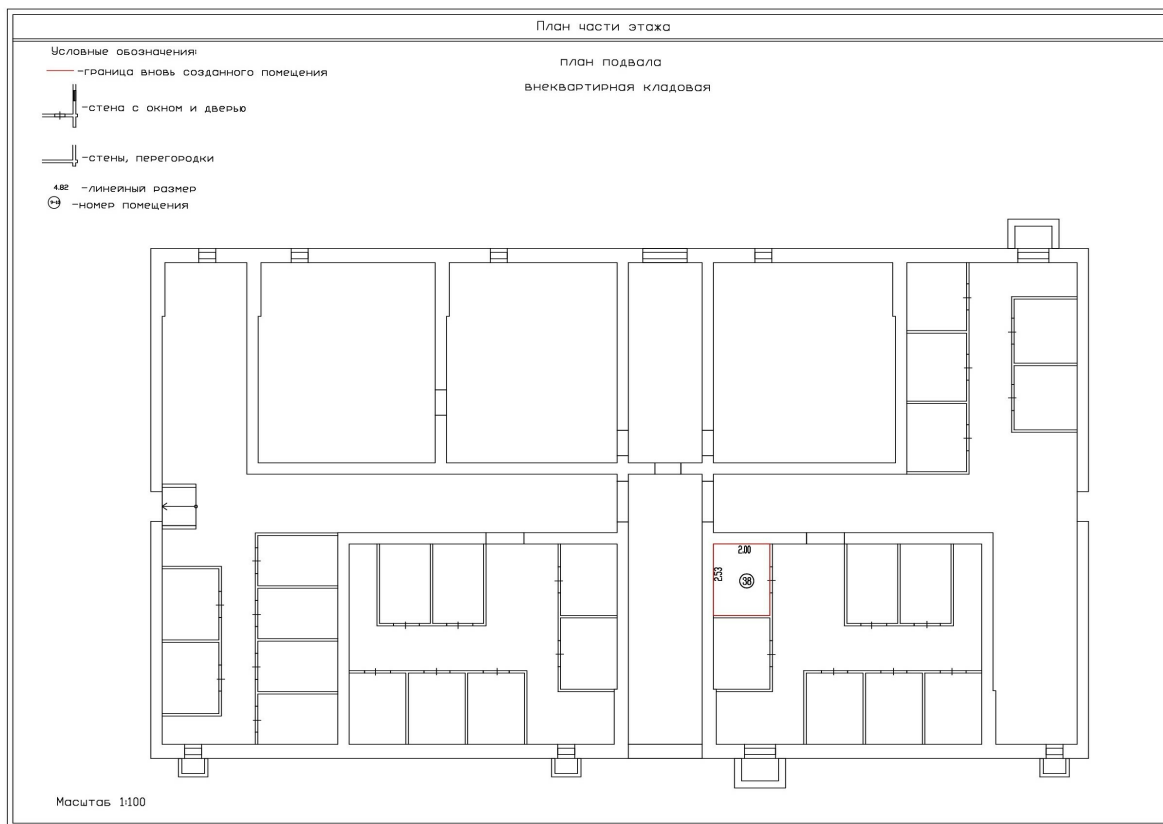 План части этажа
Условные обозначения:
-граница вновь созданного помещения
план подвала
внеквартирная кладовая
-стена с окном и дверью
-стены, перегородки
4.82 -линейный размер
-номер помещения
2.00
2.53
38
Масштаб 1:100